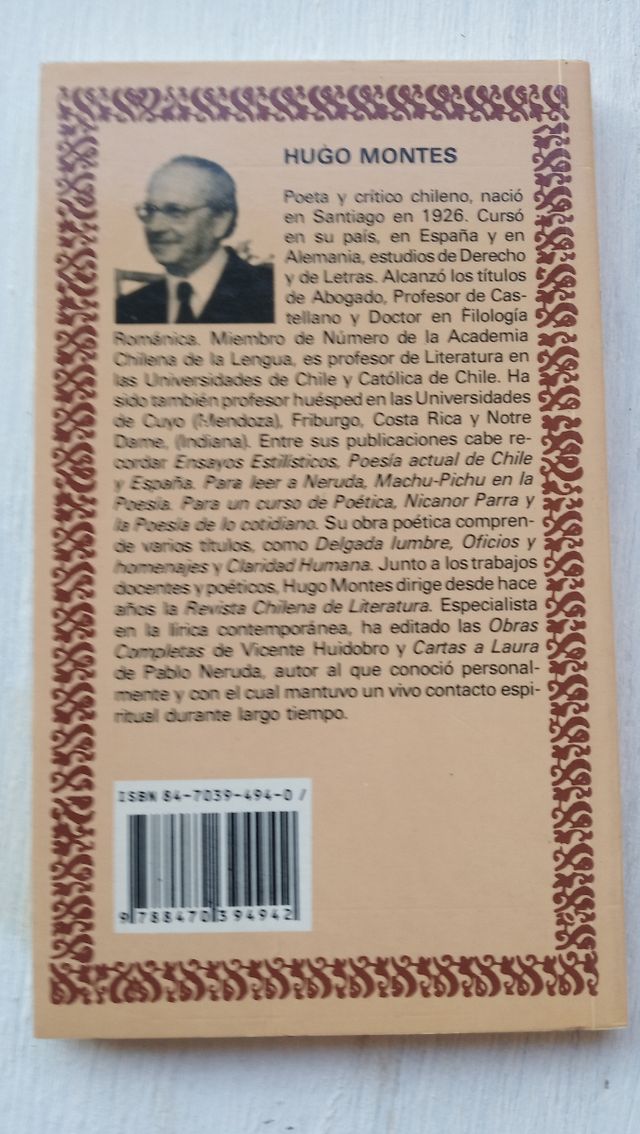 HUGO MONTES
Poeta y crítico chileno, nació
en Santiago en 1926. Cursó
en su país, en España y en
Alemania, estudios de Derecho
y de Letras. Alcanzó los títulos
de Abogado, Profesor de Cas-
tellano y Doctor en Filología
Románica. Miembro de Número de la Academia
Chilena de la Lengua, es profesor de Literatura en
las Universidades de Chile y Católica de Chile. Ha
sido también profesor huésped en las Universidades
de Cuyo (Mendoza), Friburgo, Costa Rica y Notre
Dame, (Indiana). Entre sus publicaciones cabe re-
cordar Ensayos Estilísticos, Poesía actual de Chile
y España. Para leer a Neruda, Machu-Pichu en la
Poesía. Para un curso de Poética, Nicanor Parra y
la Poesía de lo cotidiano. Su obra poética compren-
de varios títulos, como Delgada lumbre, Oficios y
homenajes y Claridad Humana. Junto a los trabajos
docentes y poéticos, Hugo Montes dirige desde hace
años la Revista Chilena de Literatura. Especialista
en la lírica contemporánea, ha editado las Obras
Completas de Vicente Huidobro y Cartas a Laura
de Pablo Neruda, autor al que conoció personal-
mente y con el cual mantuvo un vivo contacto espi-
ritual durante largo tiempo.
ISBN 84-7039-494-0 /
9 788470 394942